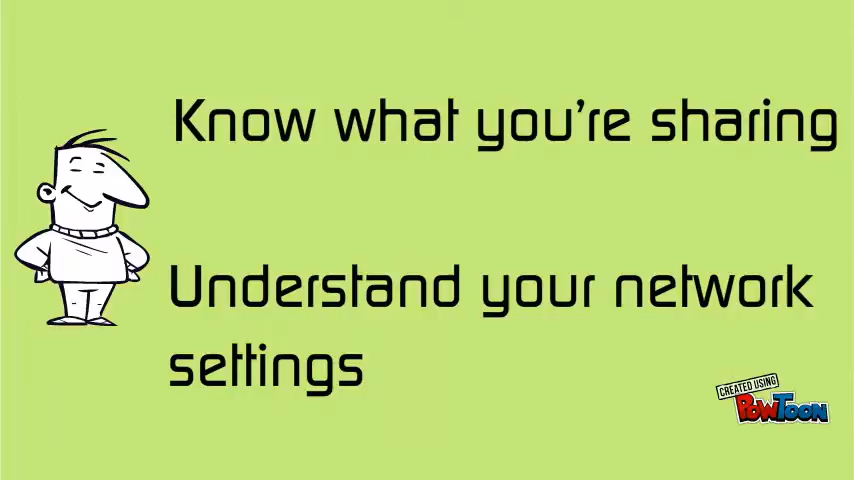 Know what you're sharing
Understand your network
settings
CREATED USING
POWTOON